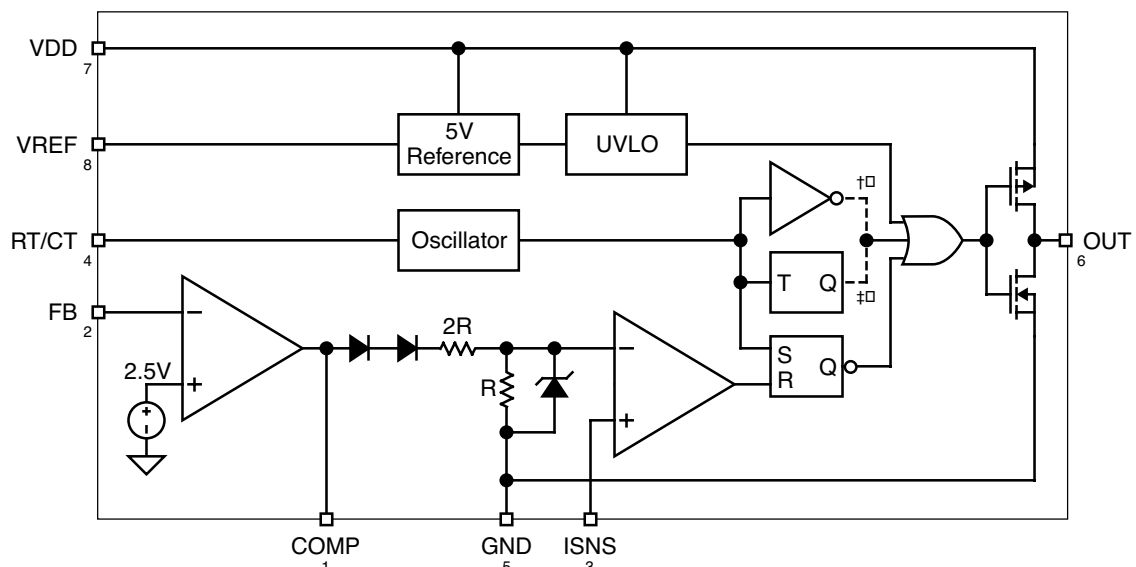 VDD
7
VREF
8
5V
Reference
UVLO
†□
RT/CT
4
Oscillator
OUT
6
T Q
‡□
FB
2
−
2R
−
S
R
Q
2.5V
+
R
+
+
-
COMP
1
GND
5
ISNS
3